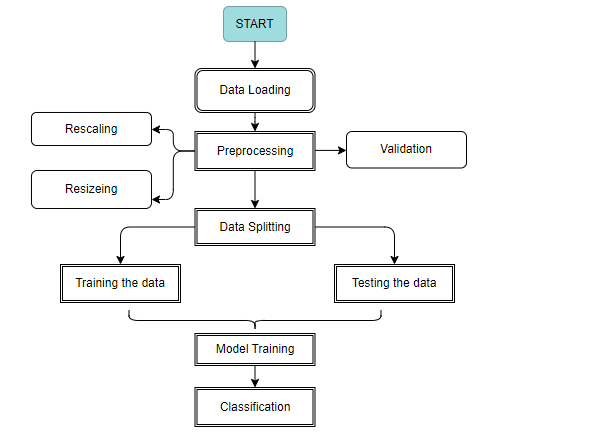 START
Data Loading
Rescaling
Preprocessing
Validation
Resizeing
Data Splitting
Training the data
Testing the data
Model Training
Classification